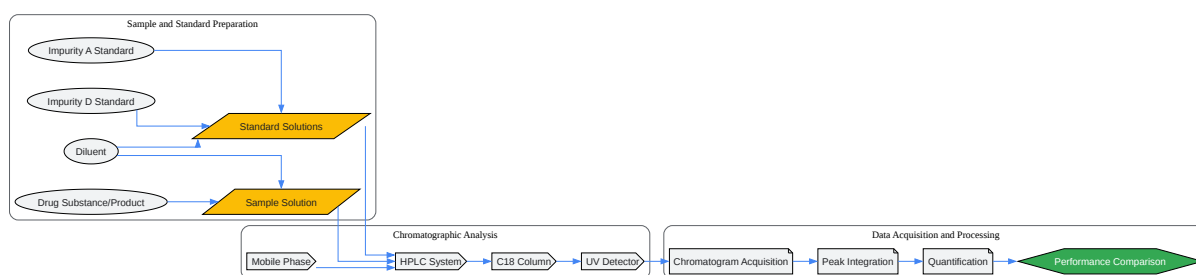 Sample and Standard Preparation
Impurity A Standard
Impurity D Standard
Standard Solutions
Diluent
Drug Substance/Product
Sample Solution
Chromatographic Analysis
Data Acquisition and Processing
Mobile Phase
HPLC System
C18 Column
UV Detector
Chromatogram Acquisition
Peak Integration
Quantification
Performance Comparison